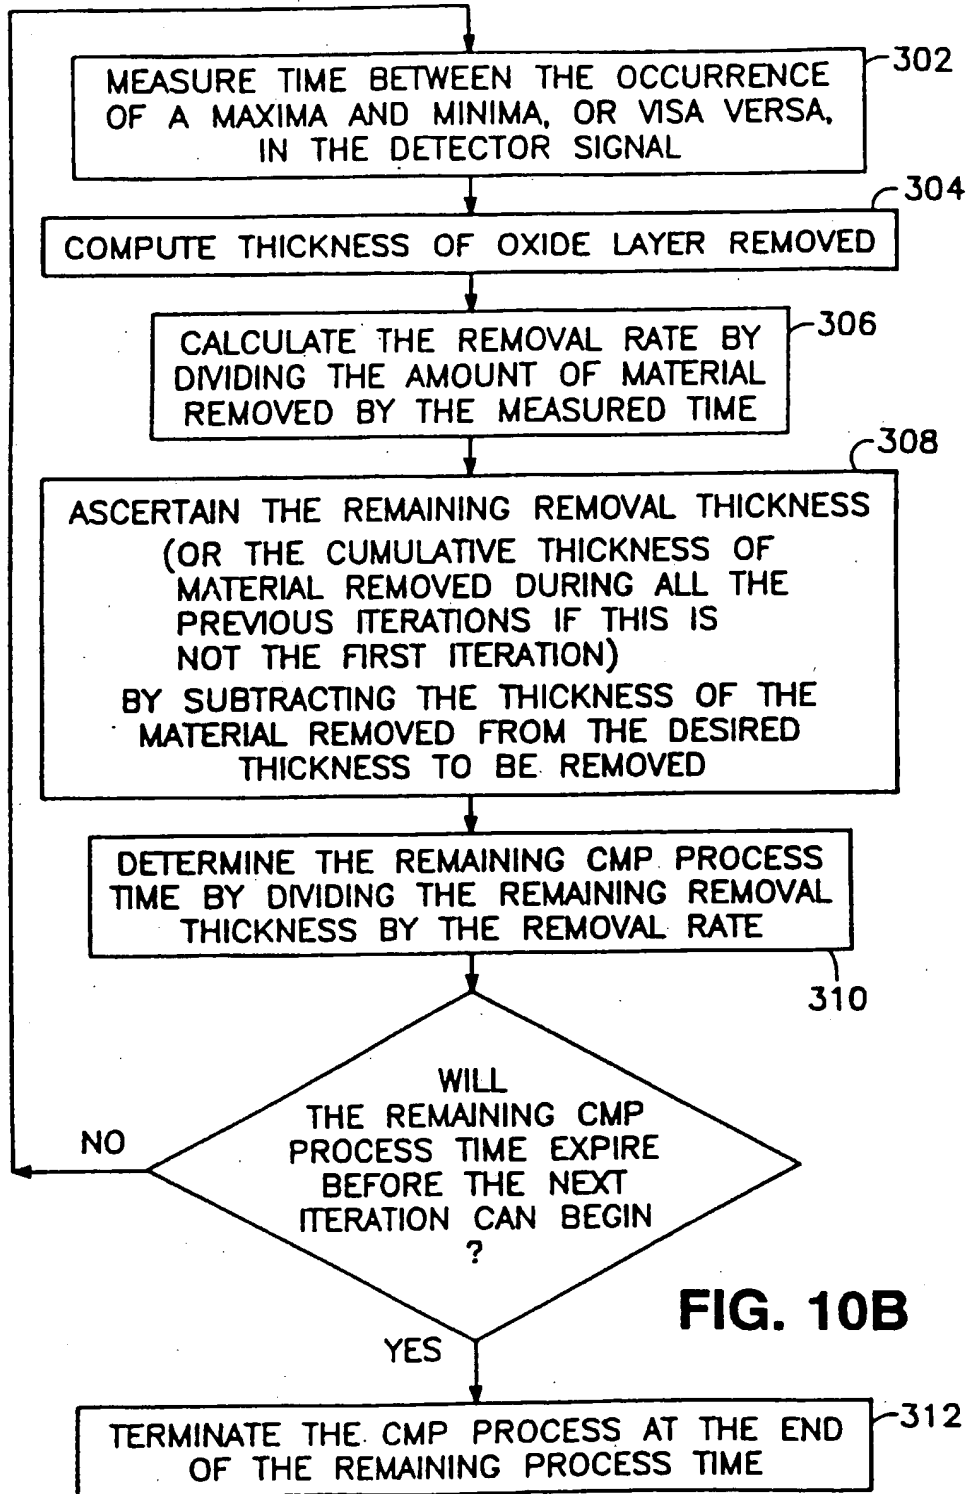 302
MEASURE TIME BETWEEN THE OCCURRENCE
OF A MAXIMA AND MINIMA, OR VISA VERSA,
IN THE DETECTOR SIGNAL
304
COMPUTE THICKNESS OF OXIDE LAYER REMOVED
306
CALCULATE THE REMOVAL RATE BY
DIVIDING THE AMOUNT OF MATERIAL
REMOVED BY THE MEASURED TIME
308
ASCERTAIN THE REMAINING REMOVAL THICKNESS
(OR THE CUMULATIVE THICKNESS OF
MATERIAL REMOVED DURING ALL THE
PREVIOUS ITERATIONS IF THIS IS
NOT THE FIRST ITERATION)
BY SUBTRACTING THE THICKNESS OF THE
MATERIAL REMOVED FROM THE DESIRED
THICKNESS TO BE REMOVED
DETERMINE THE REMAINING CMP PROCESS
TIME BY DIVIDING THE REMAINING REMOVAL
THICKNESS BY THE REMOVAL RATE
310
WILL
THE REMAINING CMP
PROCESS TIME EXPIRE
BEFORE THE NEXT
ITERATION CAN BEGIN
?
NO
YES
FIG. 10B
312
TERMINATE THE CMP PROCESS AT THE END
OF THE REMAINING PROCESS TIME